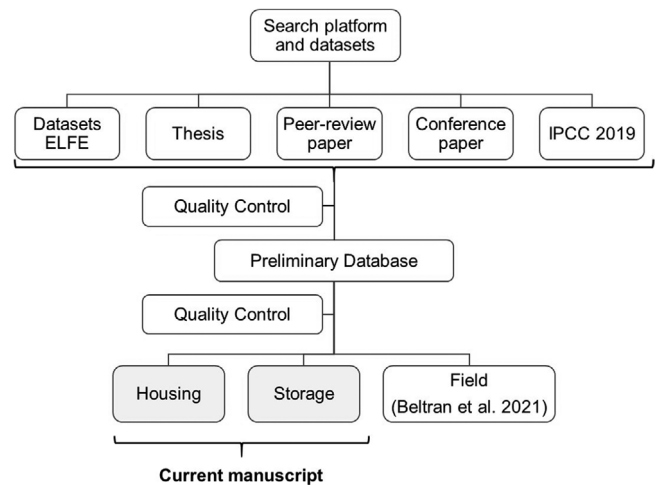 Search platform
and datasets
Datasets
ELFE
Thesis
Peer-review
paper
Conference
paper
IPCC 2019
Quality Control
Preliminary Database
Quality Control
Housing
Storage
Field
(Beltran et al. 2021)
Current manuscript